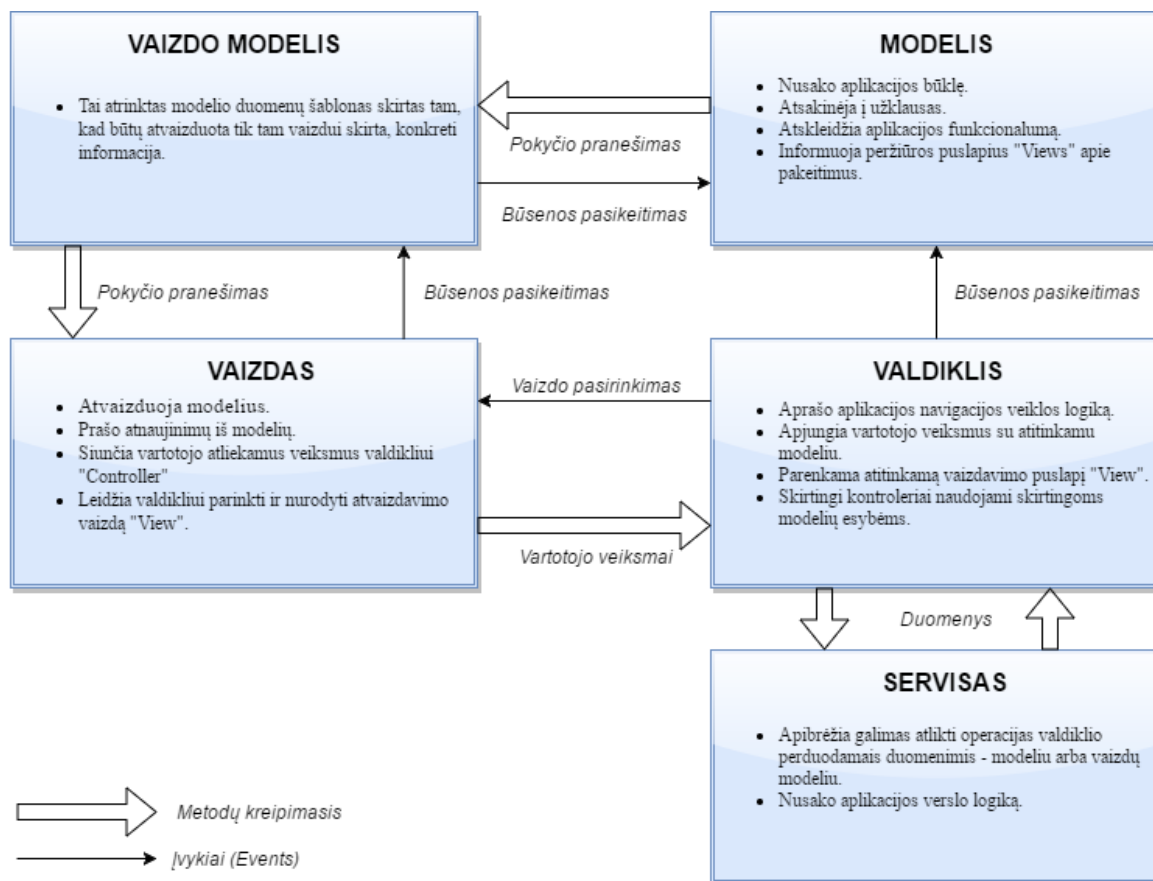 VAIZDO MODELIS
• Tai atrinktas modelio duomenų šablonas skirtas tam,
kad būtų atvaizduota tik tam vaizdui skirta, konkreti
informacija.
MODELIS
• Nusako aplikacijos būklę.
• Atsakinėja į užklausas.
• Atskleidžia aplikacijos funkcionalumą.
• Informuoja peržiūros puslapius "Views" apie
pakeitimus.
Pokyčio pranešimas
Būsenos pasikeitimas
Pokyčio pranešimas
Būsenos pasikeitimas
Būsenos pasikeitimas
VAIZDAS
• Atvaizduoja modelius.
• Prašo atnaujinimų iš modelių.
• Siunčia vartotojo atliekamus veiksmus valdikliui
"Controller"
• Leidžia valdikliui parinkti ir nurodyti atvaizdavimo
vaizdą "View".
Vaizdo pasirinkimas
Vartotojo veiksmai
VALDIKLIS
• Aprašo aplikacijos navigacijos veiklos logiką.
• Apjungia vartotojo veiksmus su atitinkamu
modeliu.
• Parenkama atitinkamą vaizdavimo puslapį "View".
• Skirtingi kontroleriai naudojami skirtingoms
modelių esybėms.
Duomenys
SERVISAS
• Apibrėžia galimas atlikti operacijas valdiklio
perduodamais duomenimis - modeliu arba vaizdų
modeliu.
• Nusako aplikacijos verslo logiką.
Metodų kreipimasis
Įvykiai (Events)